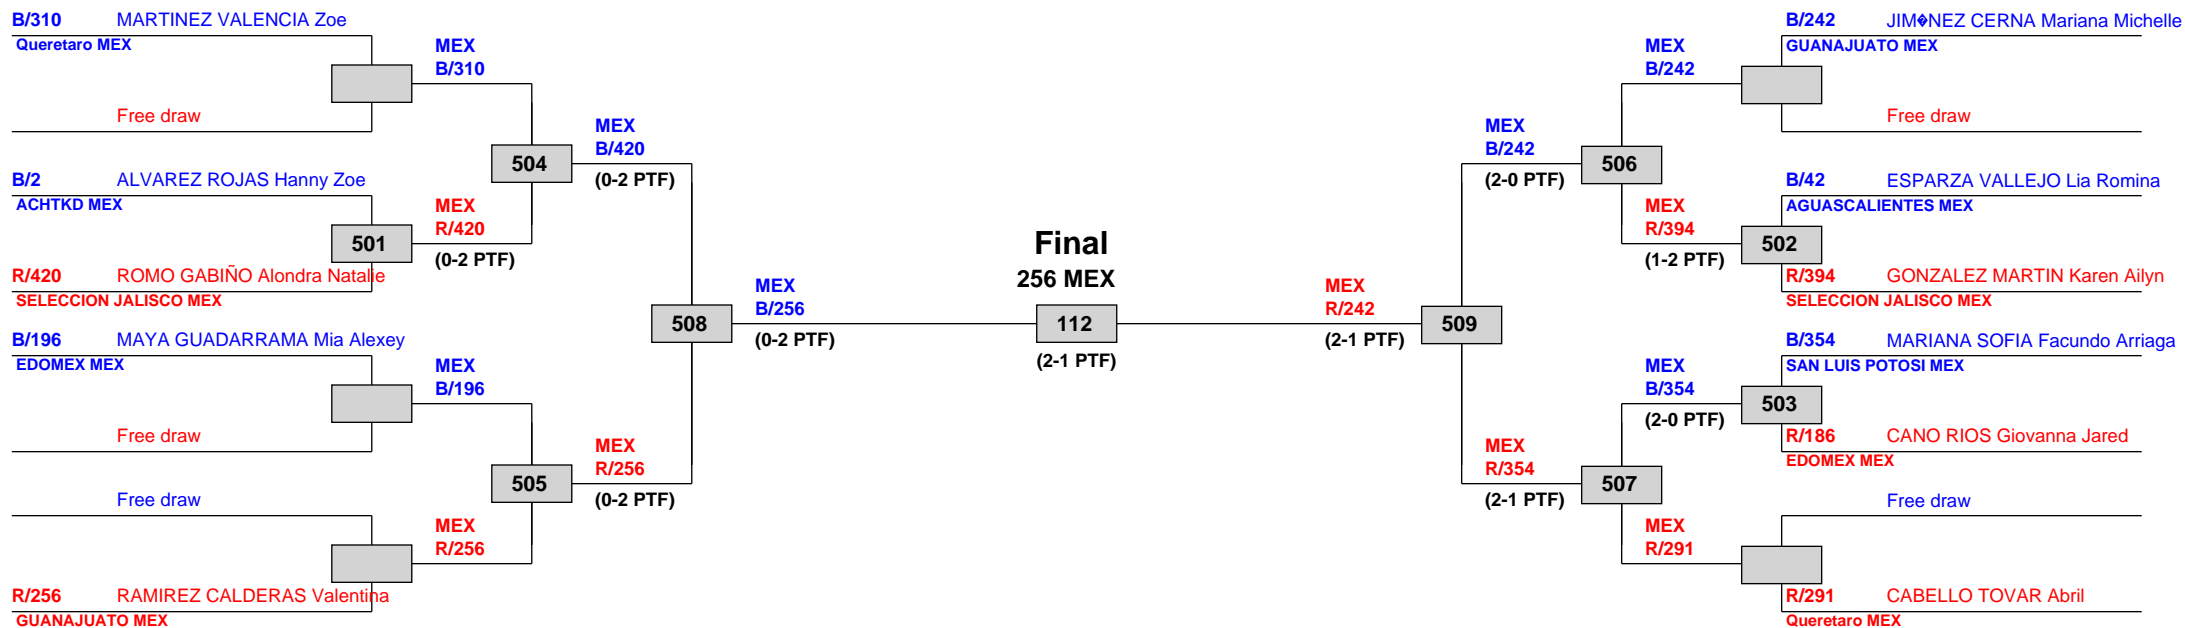 B/310 MARTINEZ VALENCIA Zoe
Queretaro MEX
Free draw
B/2 ALVAREZ ROJAS Hanny Zoe
ACHTKD MEX
501
R/420 ROMO GABIÑO Alondra Natalie
SELECCION JALISCO MEX
B/196 MAYA GUADARRAMA Mia Alexey
EDOMEX MEX
Free draw
Free draw
R/256 RAMIREZ CALDERAS Valentina
GUANAJUATO MEX
MEX
B/310
504
MEX
R/420
(0-2 PTF)
MEX
B/196
505
MEX
R/256
MEX
B/420
(0-2 PTF)
508
MEX
R/256
(0-2 PTF)
MEX
B/256
(0-2 PTF)
Final
256 MEX
112
(2-1 PTF)
MEX
R/242
(2-1 PTF)
509
MEX
B/242
(2-0 PTF)
506
MEX
R/354
(2-1 PTF)
507
MEX
B/242
MEX
R/394
(1-2 PTF)
502
MEX
B/354
(2-0 PTF)
503
MEX
R/291
B/242 JIM�NEZ CERNA Mariana Michelle
GUANAJUATO MEX
Free draw
B/42 ESPARZA VALLEJO Lia Romina
AGUASCALIENTES MEX
R/394 GONZALEZ MARTIN Karen Ailyn
SELECCION JALISCO MEX
B/354 MARIANA SOFIA Facundo Arriaga
SAN LUIS POTOSI MEX
R/186 CANO RIOS Giovanna Jared
EDOMEX MEX
Free draw
R/291 CABELLO TOVAR Abril
Queretaro MEX